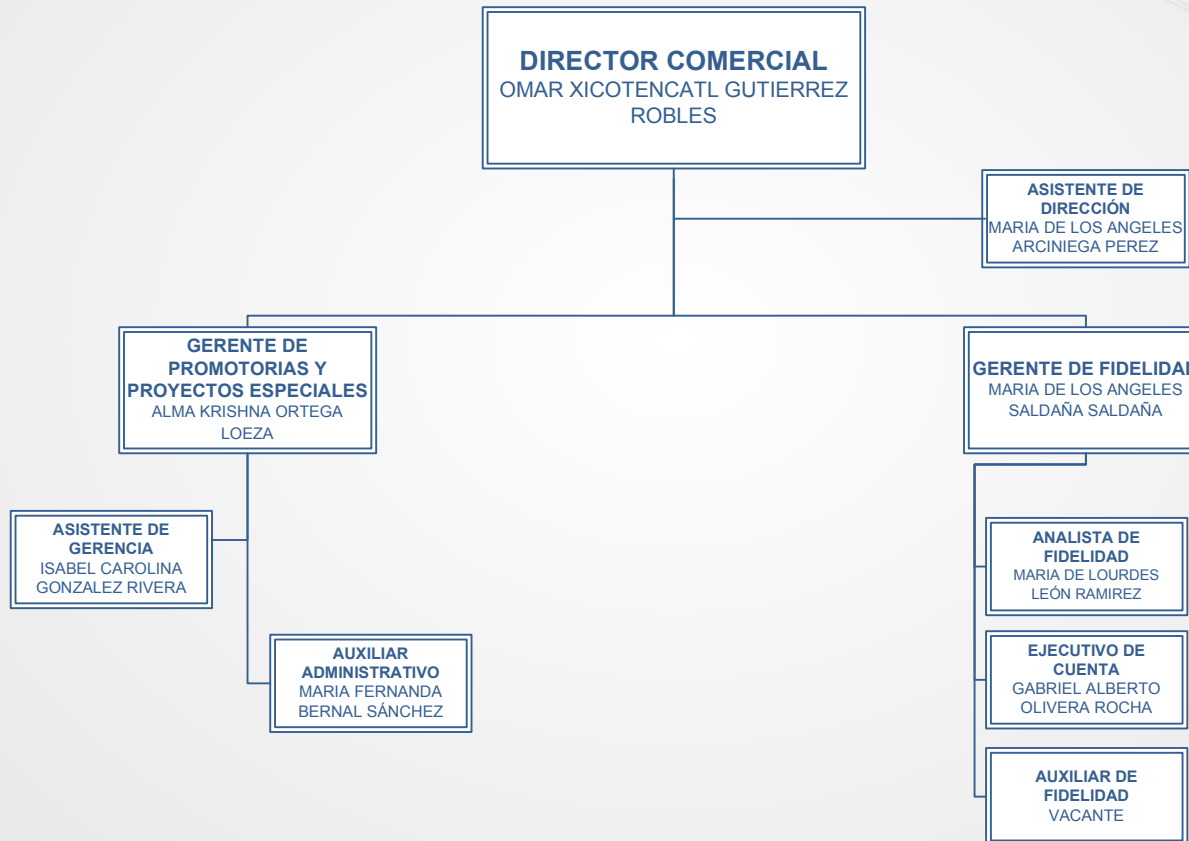 DIRECTOR COMERCIAL
OMAR XICOTENCATL GUTIERREZ
ROBLES
ASISTENTE DE
DIRECCIÓN
MARIA DE LOS ANGELES
ARCINIEGA PEREZ
GERENTE DE
PROMOTORIAS Y
PROYECTOS ESPECIALES
ALMA KRISHNA ORTEGA
LOEZA
GERENTE DE FIDELIDAD
MARIA DE LOS ANGELES
SALDAÑA SALDAÑA
ASISTENTE DE
GERENCIA
ISABEL CAROLINA
GONZALEZ RIVERA
AUXILIAR
ADMINISTRATIVO
MARIA FERNANDA
BERNAL SÁNCHEZ
ANALISTA DE
FIDELIDAD
MARIA DE LOURDES
LEÓN RAMIREZ
EJECUTIVO DE
CUENTA
GABRIEL ALBERTO
OLIVERA ROCHA
AUXILIAR DE
FIDELIDAD
VACANTE